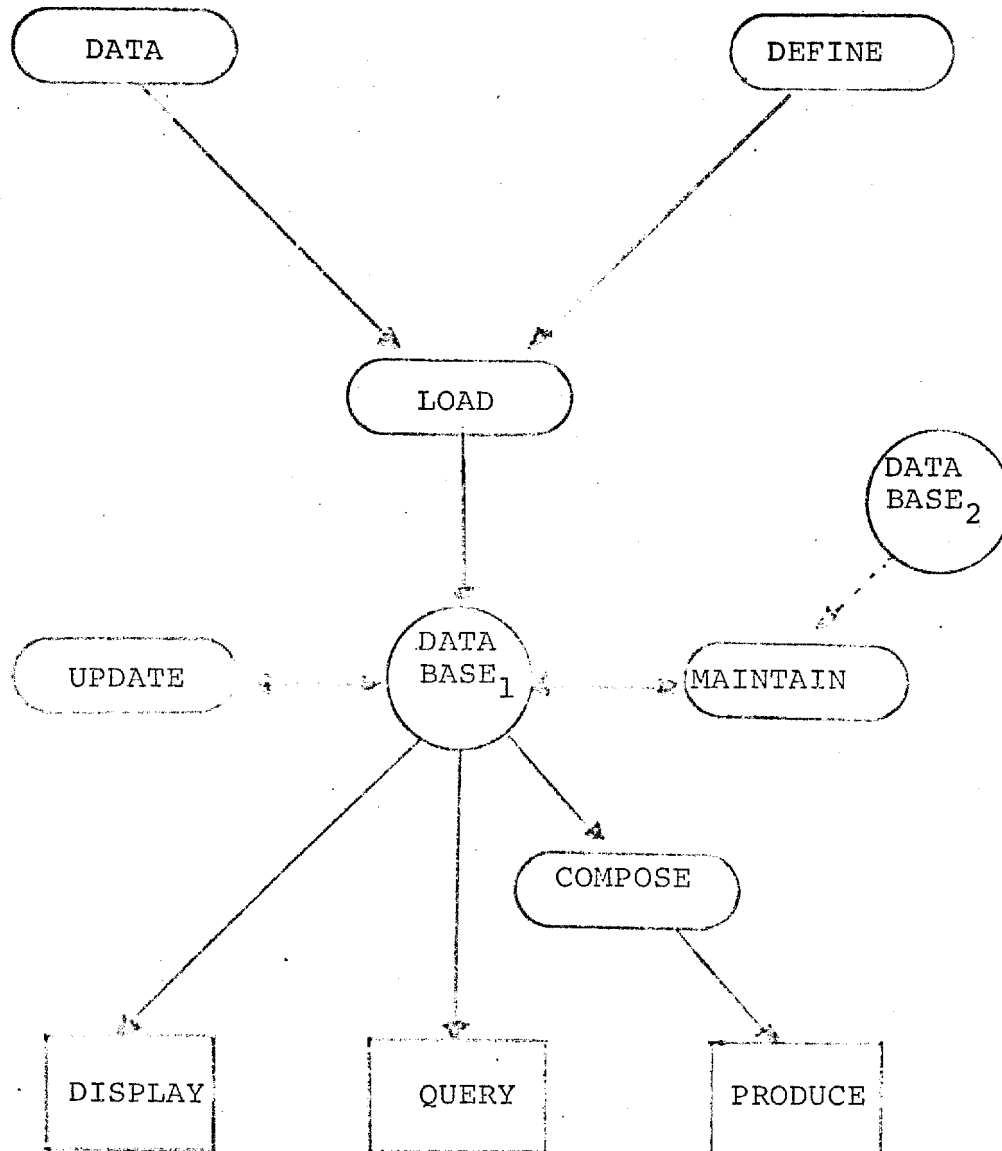 DATA
DEFINE
LOAD
DATA
BASE₂
DATA
BASE₁
UPDATE
MAINTAIN
COMPOSE
DISPLAY
QUERY
PRODUCE